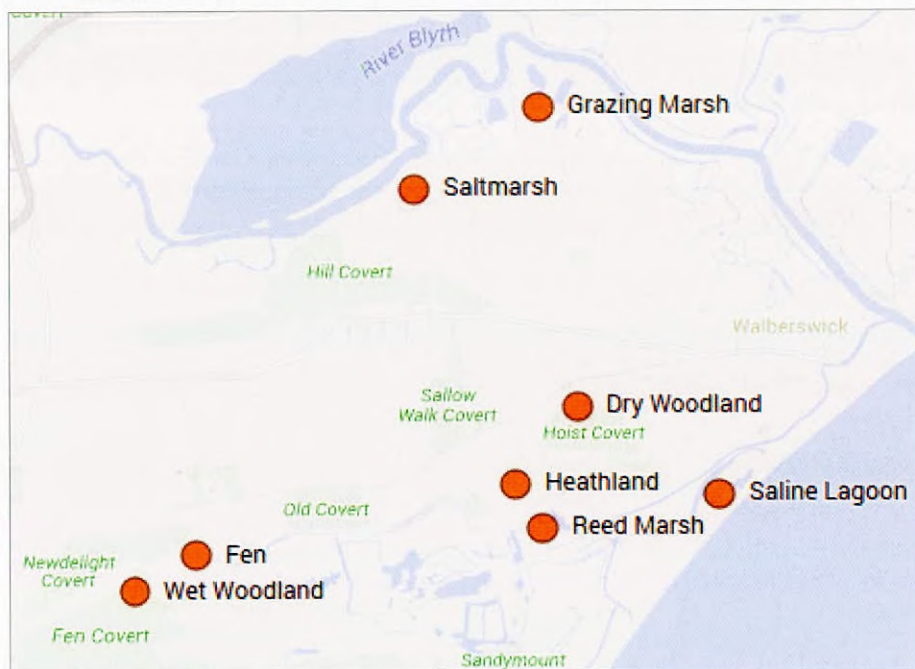 Covert
River Blyth
Grazing Marsh
Saltmarsh
Hill Covert
Walberswick
Sallow
Walk Covert
Dry Woodland
Hoist Covert
Heathland
Saline Lagoon
Old Covert
Reed Marsh
Newdelight
Covert
Fen
Wet Woodland
Fen Covert
Sandymount